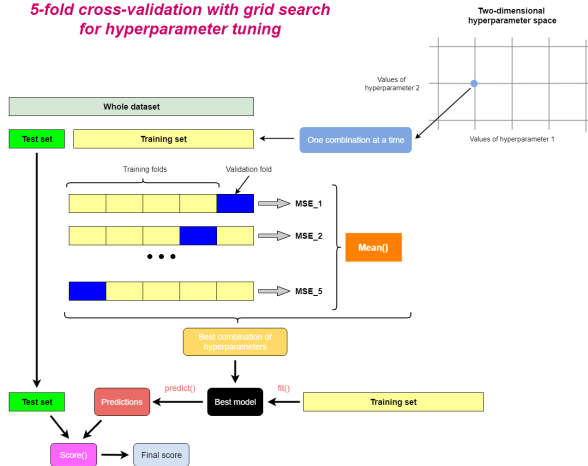 5-fold cross-validation with grid search
for hyperparameter tuning
Two-dimensional
hyperparameter space
Values of
hyperparameter 2
Values of hyperparameter 1
Whole dataset
Test set
Training set
One combination at a time
Training folds
Validation fold
MSE_1
MSE_2
• • •
MSE_5
Mean()
Best combination of
hyperparameters
predict()
fit()
Test set
Predictions
Best model
Training set
Score()
Final score